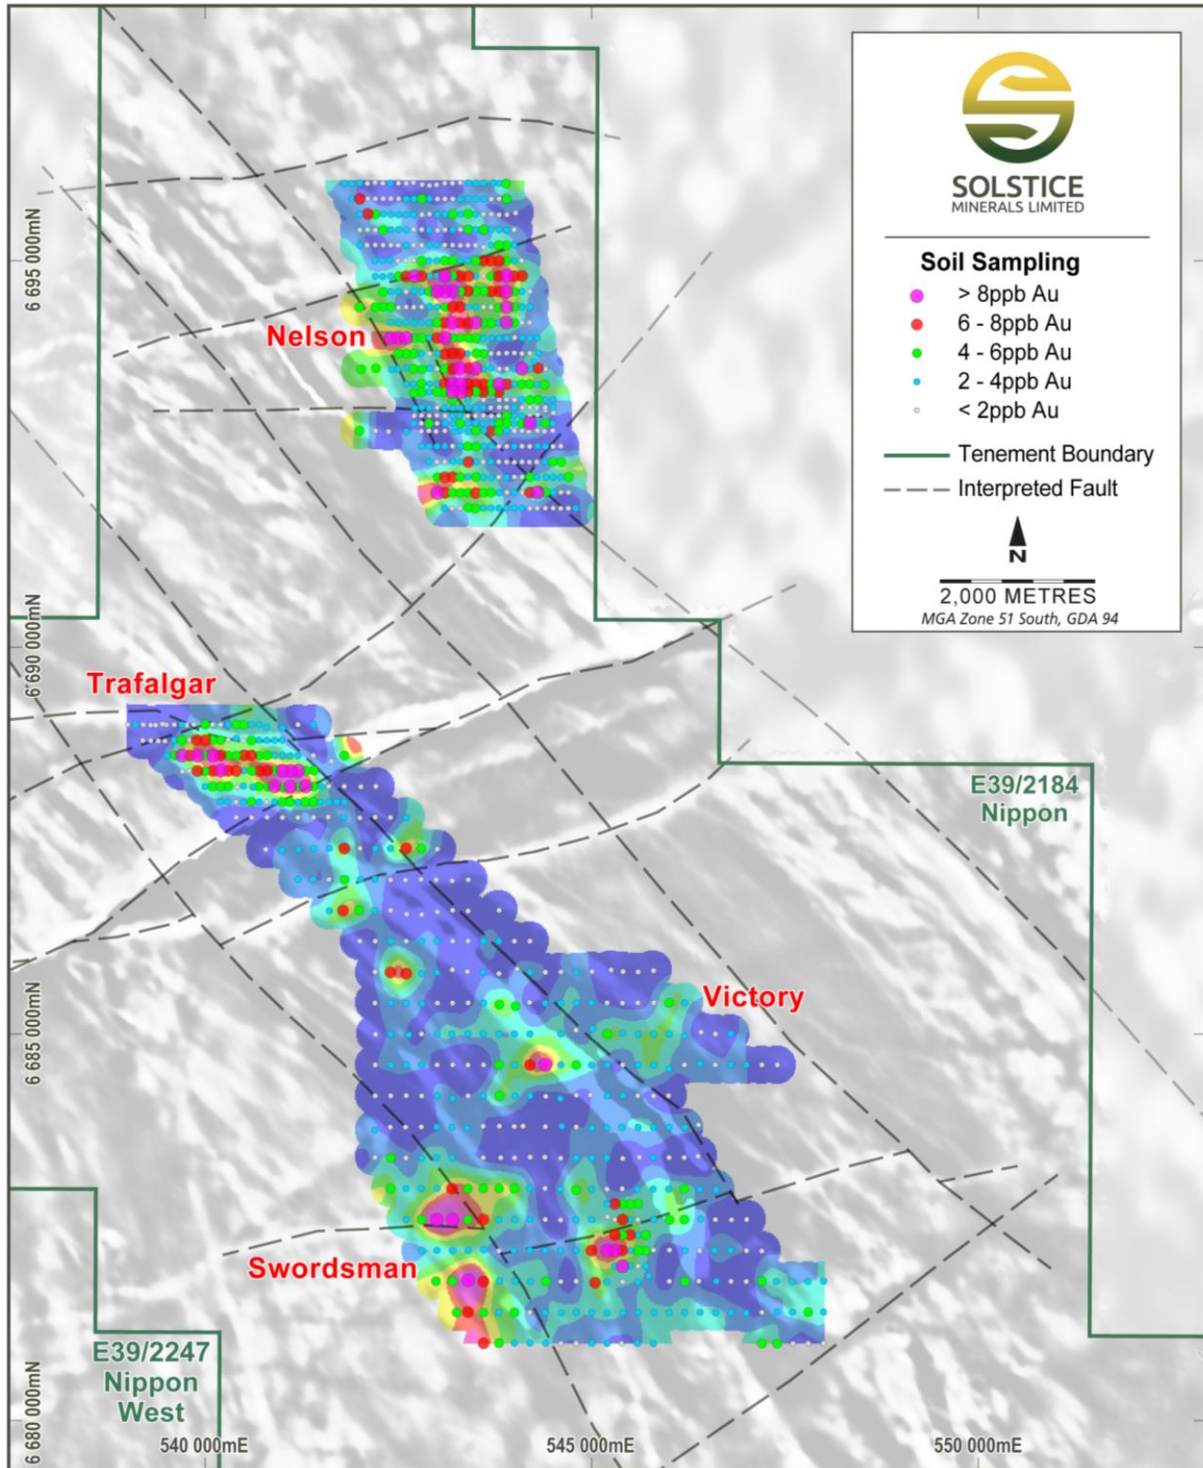 SOLSTICE
MINERALS LIMITED
Soil Sampling
> 8ppb Au
6 - 8ppb Au
4 - 6ppb Au
2 - 4ppb Au
< 2ppb Au
Tenement Boundary
Interpreted Fault
N
2,000 METRES
MGA Zone 51 South, GDA 94
6 695 000mN
Nelson
6 690 000mN
Trafalgar
E39/2184
Nippon
Victory
6 685 000mN
Swordsman
E39/2247
Nippon
West
6 680 000mN
540 000mE
545 000mE
550 000mE